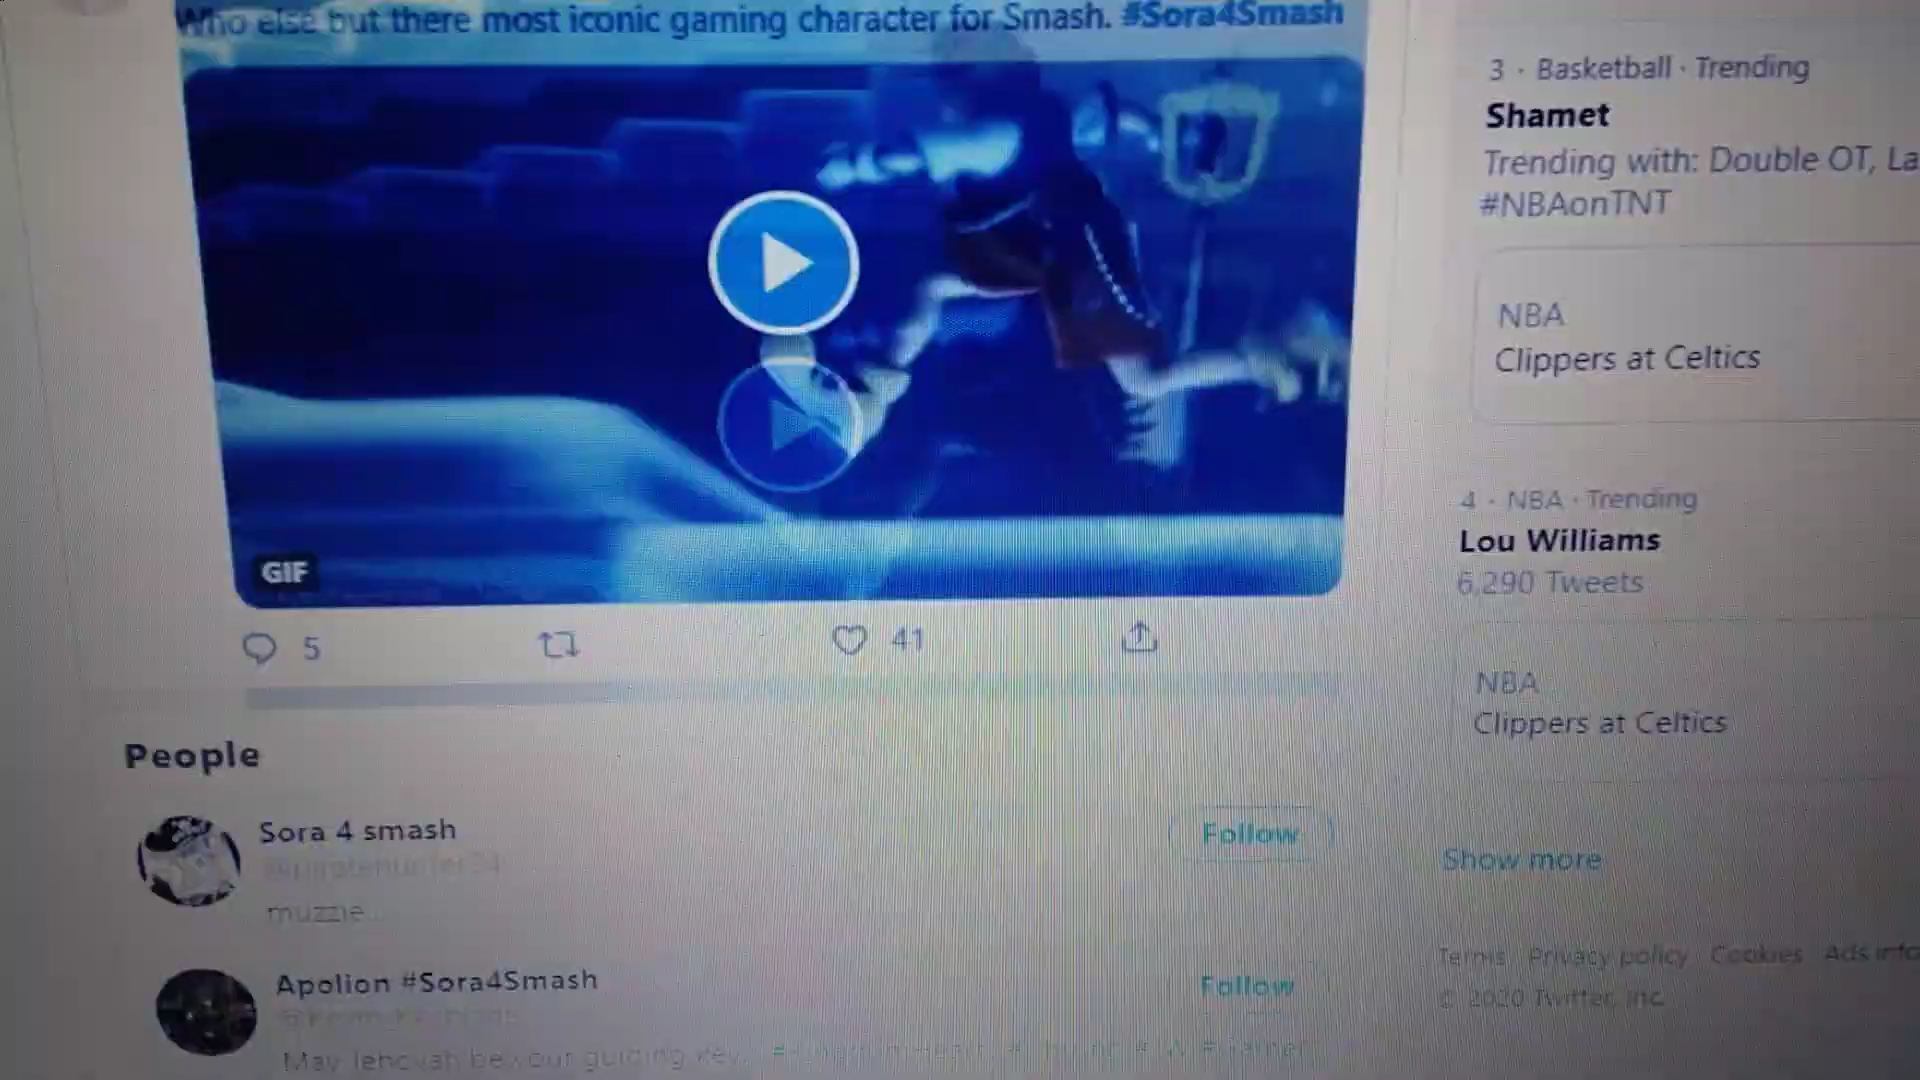 Who else but there most iconic gaming character for Smash. #Sora4Smash
GIF
5
41
People
Sora 4 smash
Follow
muzzle...
Apolion #Sora4Smash
Follow
May Jehovah be your guiding key.
3 · Basketball · Trending
Shamet
Trending with: Double OT, La
#NBAonTNT
NBA
Clippers at Celtics
4 · NBA · Trending
Lou Williams
6,290 Tweets
NBA
Clippers at Celtics
Show more
Terms Privacy policy Cookies Ads info
© 2020 Twitter, Inc.